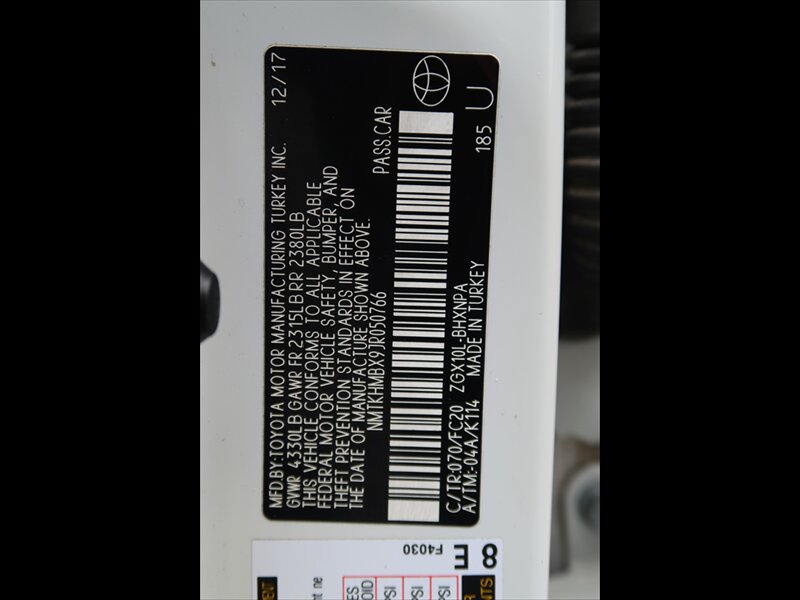 MFD.BY:TOYOTA MOTOR MANUFACTURING TURKEY INC. 12/17
GVWR 4330LB GAWR FR 2315LB RR 2380LB
THIS VEHICLE CONFORMS TO ALL APPLICABLE
FEDERAL MOTOR VEHICLE SAFETY, BUMPER, AND
THEFT PREVENTION STANDARDS IN EFFECT ON
THE DATE OF MANUFACTURE SHOWN ABOVE.
NMTKHMBX9JR050766 PASS.CAR
C/TR:070/FC20 ZGX10L-BHXNPA 185 U
A/TM:-04A/K114 MADE IN TURKEY
F4030
8E